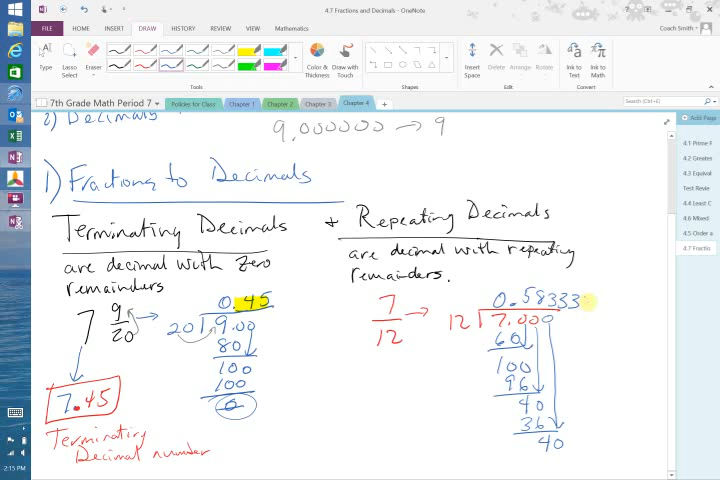 4.7 Fractions and Decimals - OneNote
FILE HOME INSERT DRAW HISTORY REVIEW VIEW Mathematics
Coach Smith
Type Lasso Select Eraser Color & Thickness Draw with Touch Insert Space Ink to Text Ink to Math
Tools Shapes Edit Convert
7th Grade Math Period 7 Policies for Class Chapter 1 Chapter 2 Chapter 3 Chapter 4 + Search (Ctrl+E)
Add Page
4.1 Prime F
4.2 Greates
4.3 Equival
Test Revie
4.4 Least C
4.6 Mixed
4.5 Order a
4.7 Fractio
2) Decimals
9.000000 → 9
1) Fractions to Decimals
Terminating Decimals + Repeating Decimals
are decimal with zero
remainders
are decimal with repeating
remainders.
7 9/20 →
0.45
20 9.00
80
100
100
0
7.45
Terminating
Decimal number
7/12 →
0.58333
12 7.000
60
100
96
40
36
40
2:15 PM